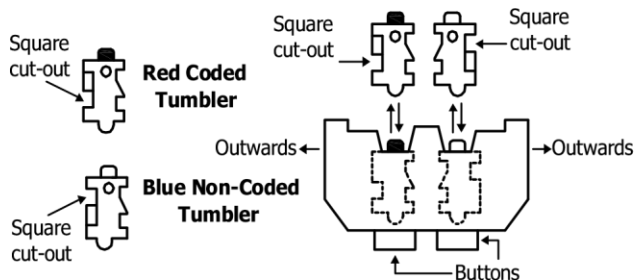 Square
cut-out
Red Coded
Tumbler
Square
cut-out
Blue Non-Coded
Tumbler
Square
cut-out
Square
cut-out
Outwards
Outwards
Buttons